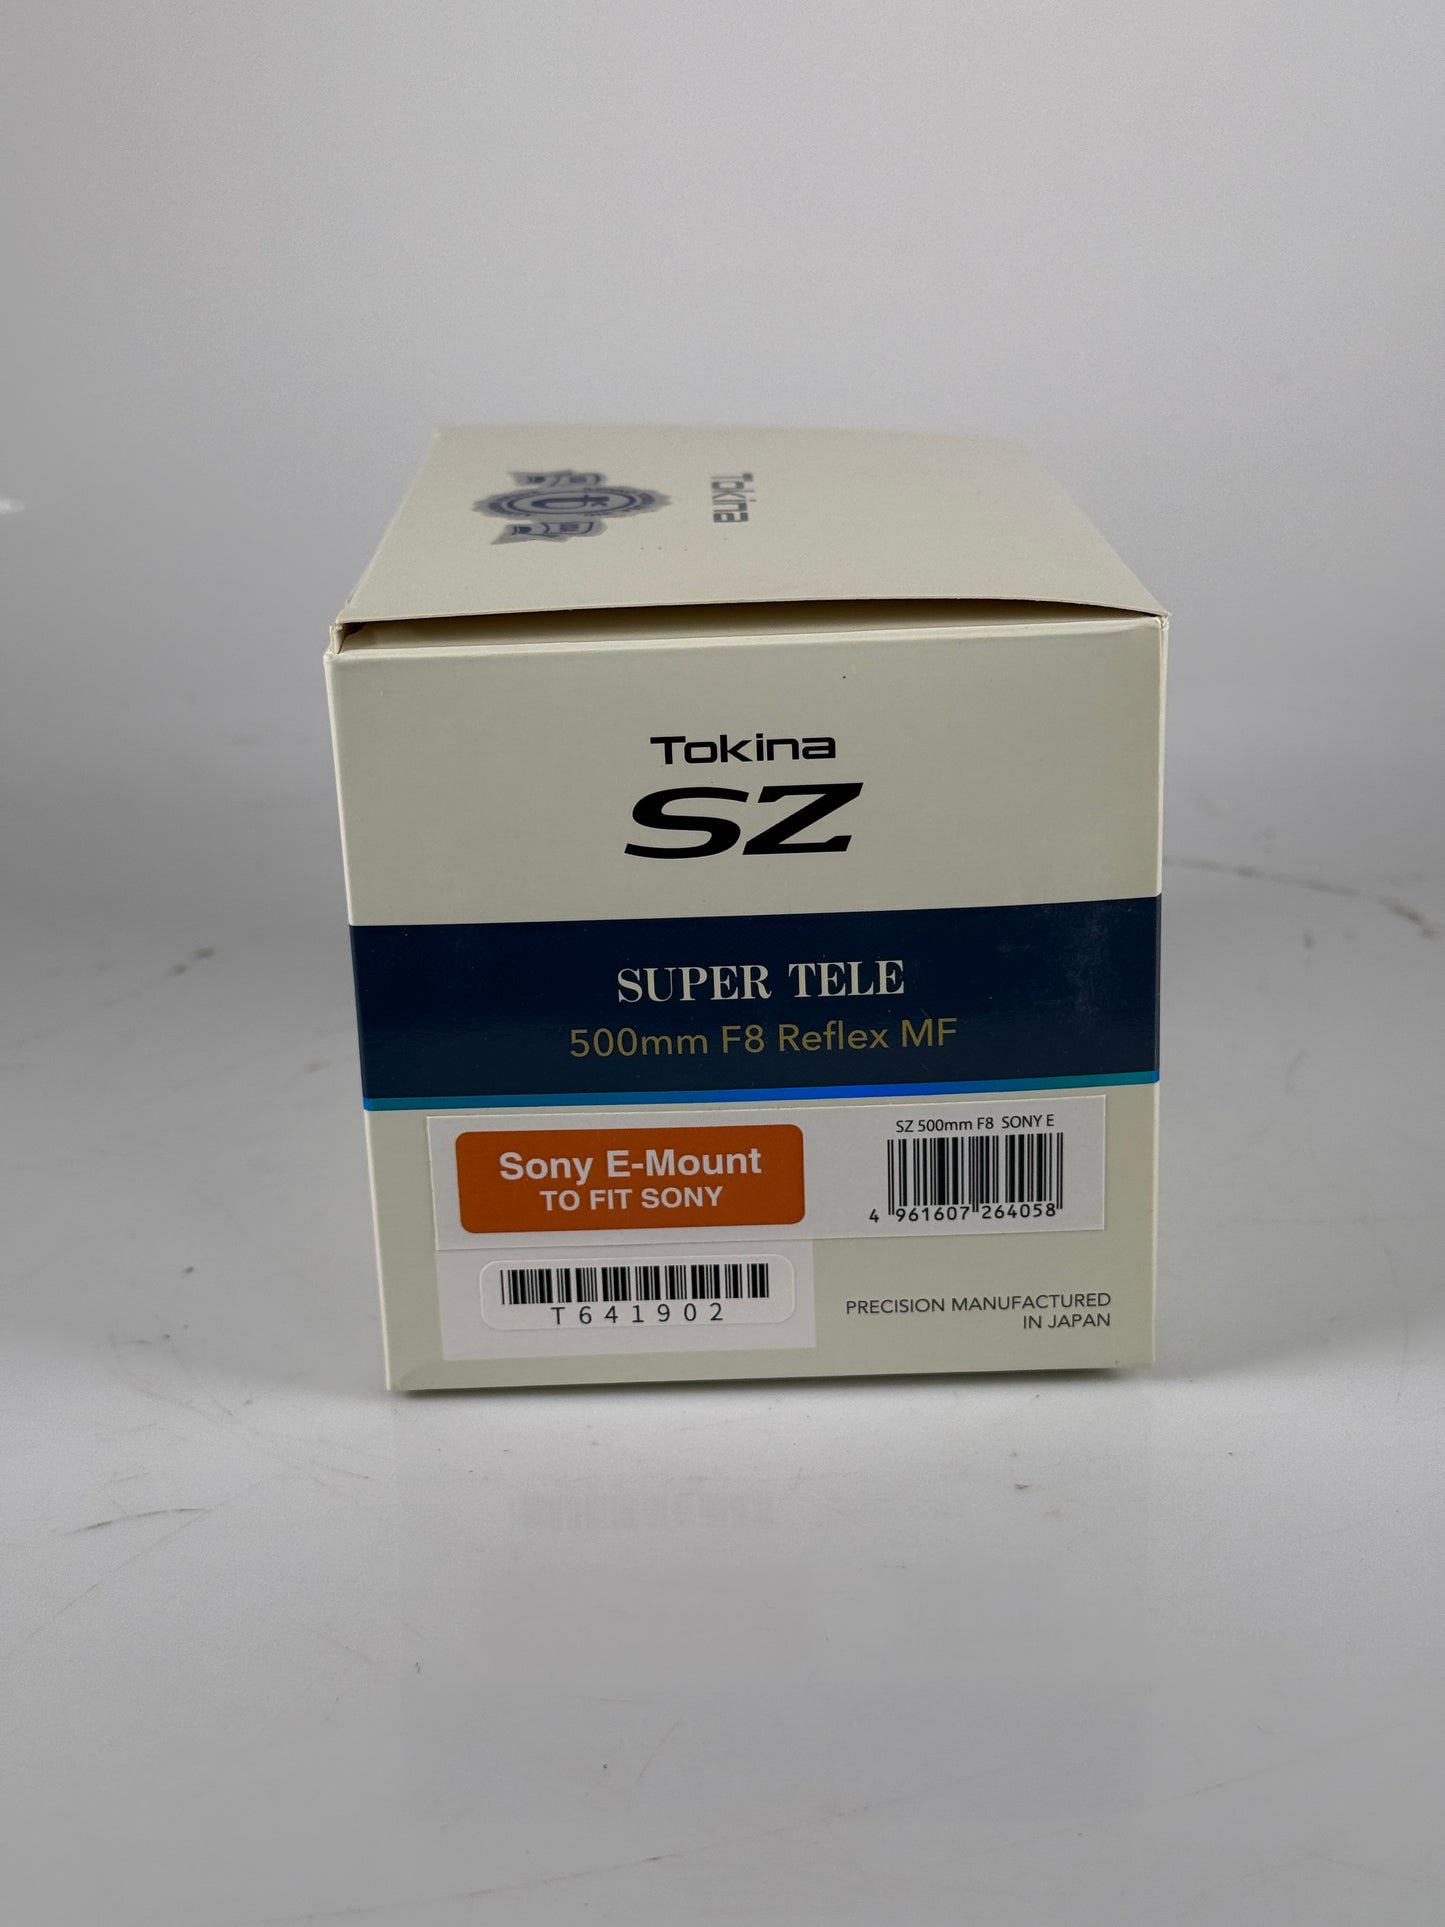 Tokina
Tokina
SZ
SUPER TELE
500mm F8 Reflex MF
Sony E-Mount
TO FIT SONY
SZ 500mm F8 SONY E
4 961607 264058
T641902
PRECISION MANUFACTURED
IN JAPAN